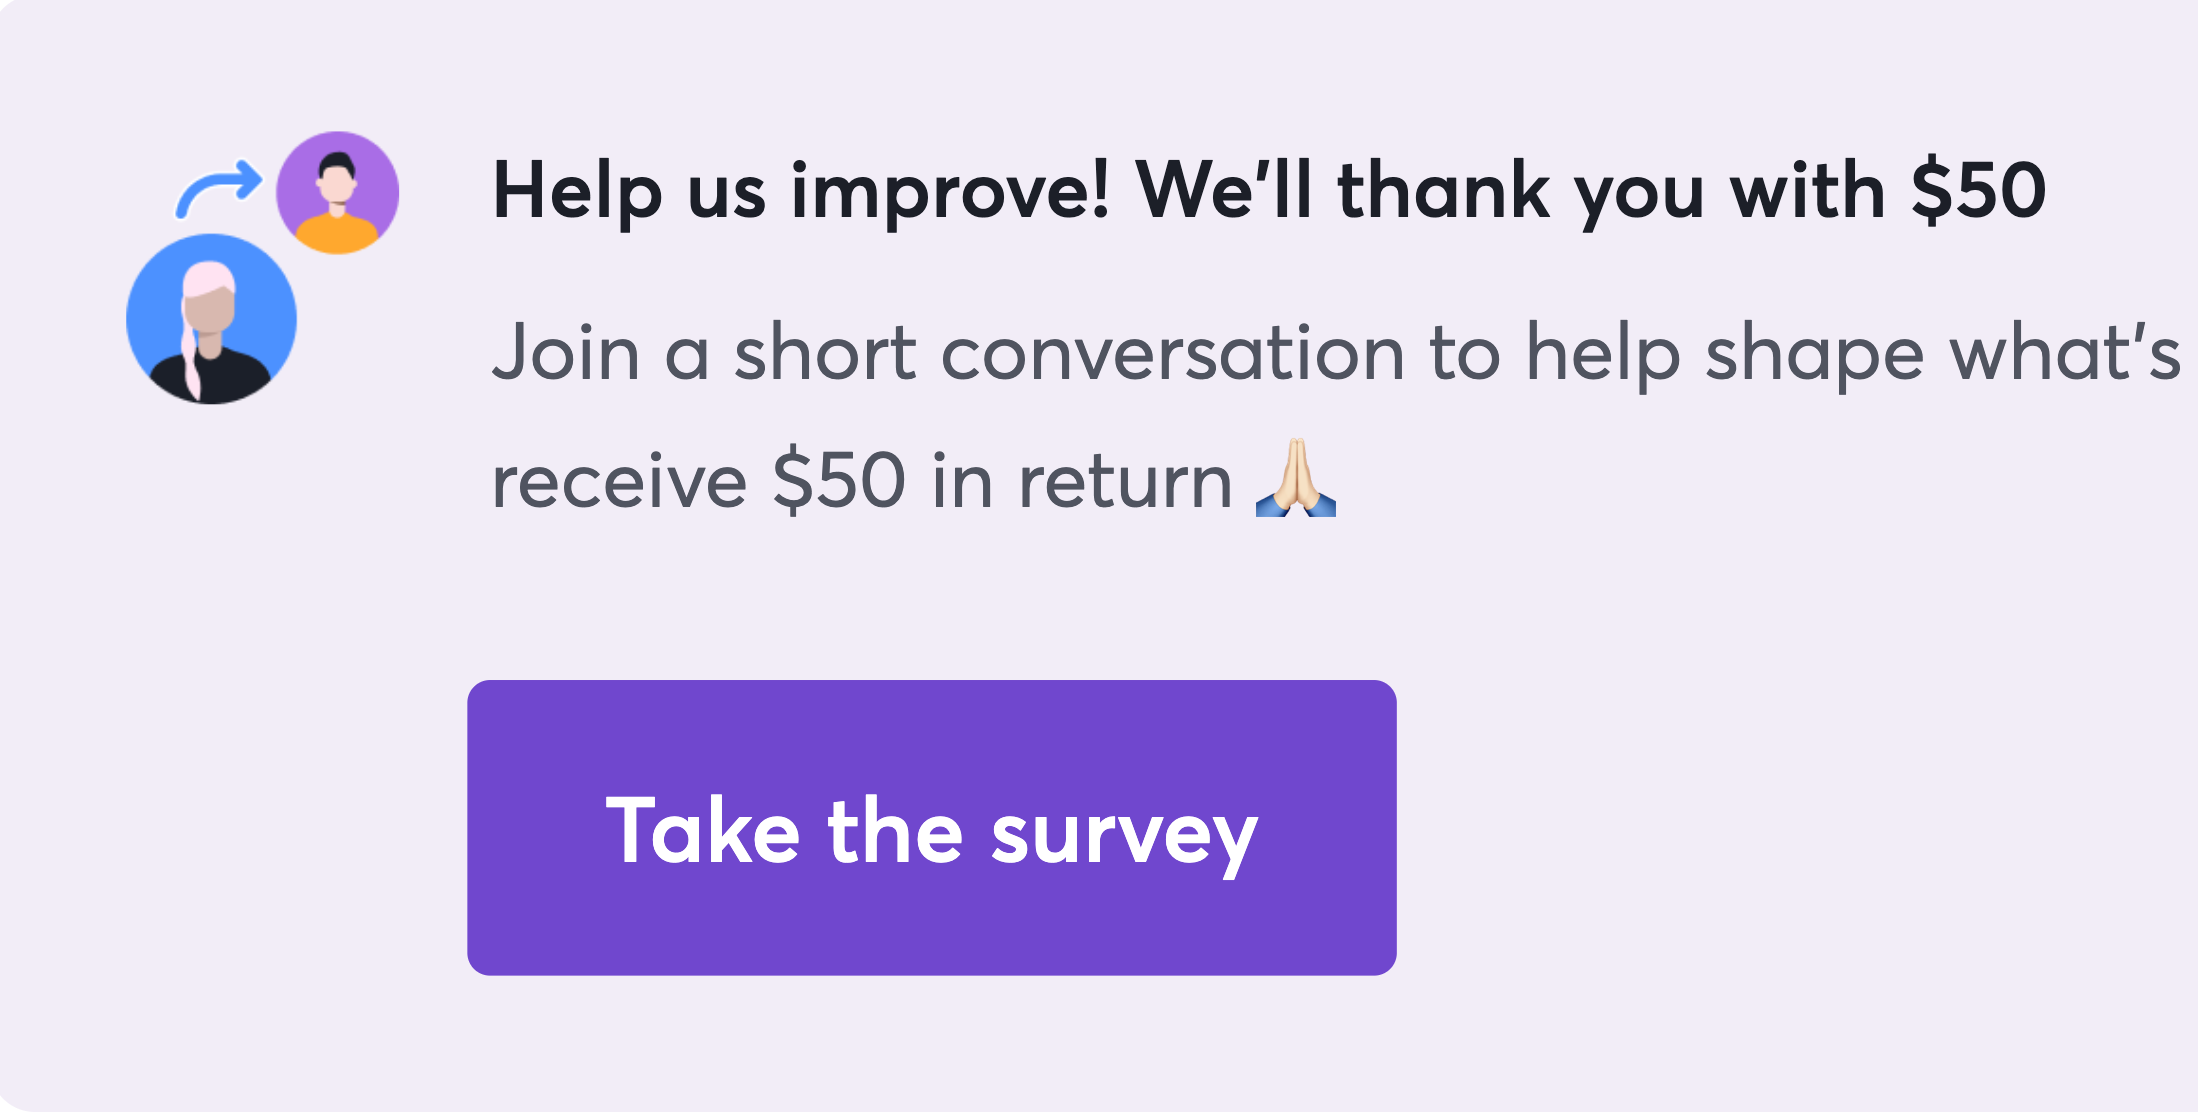 Help us improve! We'll thank you with $50
Join a short conversation to help shape what's
receive $50 in return 🙏🏻
Take the survey